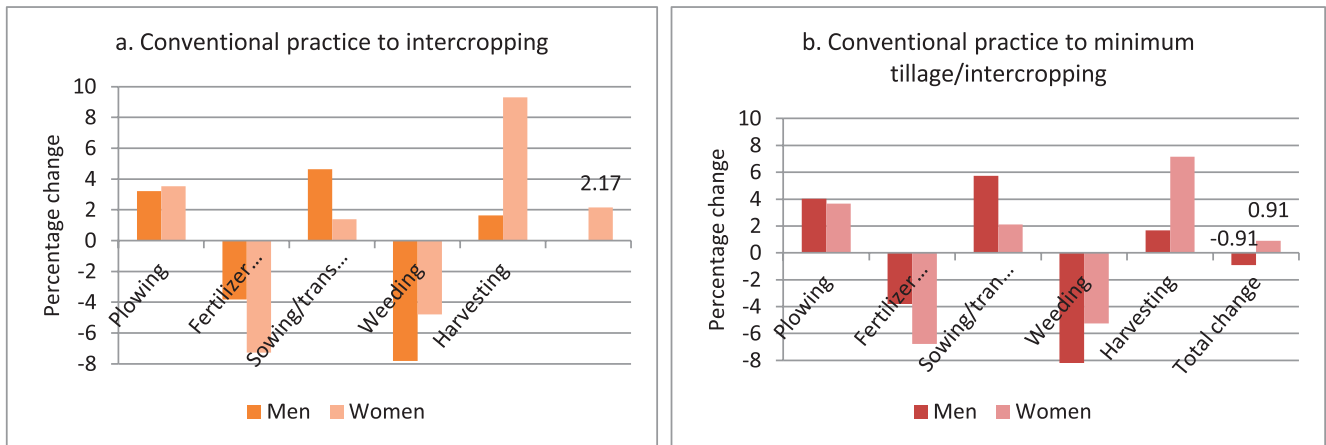 a. Conventional practice to intercropping
Percentage change
10
8
6
4
2
0
-2
-4
-6
-8
2.17
Plowing
Fertilizer...
Sowing/trans...
Weeding
Harvesting
Men Women
b. Conventional practice to minimum
tillage/intercropping
Percentage change
10
8
6
4
2
0
-2
-4
-6
-8
-0.91
0.91
Plowing
Fertilizer...
Sowing/tran...
Weeding
Harvesting
Total change
Men Women